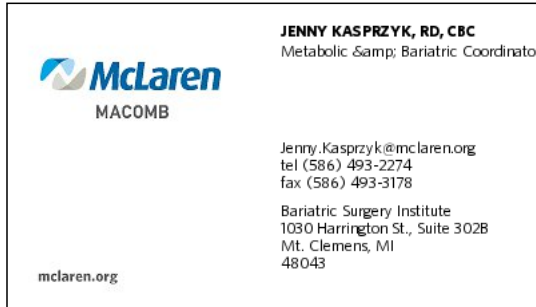 JENNY KASPRZYK, RD, CBC
Metabolic &amp; Bariatric Coordinato
McLaren
MACOMB
Jenny.Kasprzyk@mclaren.org
tel (586) 493-2274
fax (586) 493-3178
Bariatric Surgery Institute
1030 Harrington St., Suite 302B
Mt. Clemens, MI
48043
mclaren.org